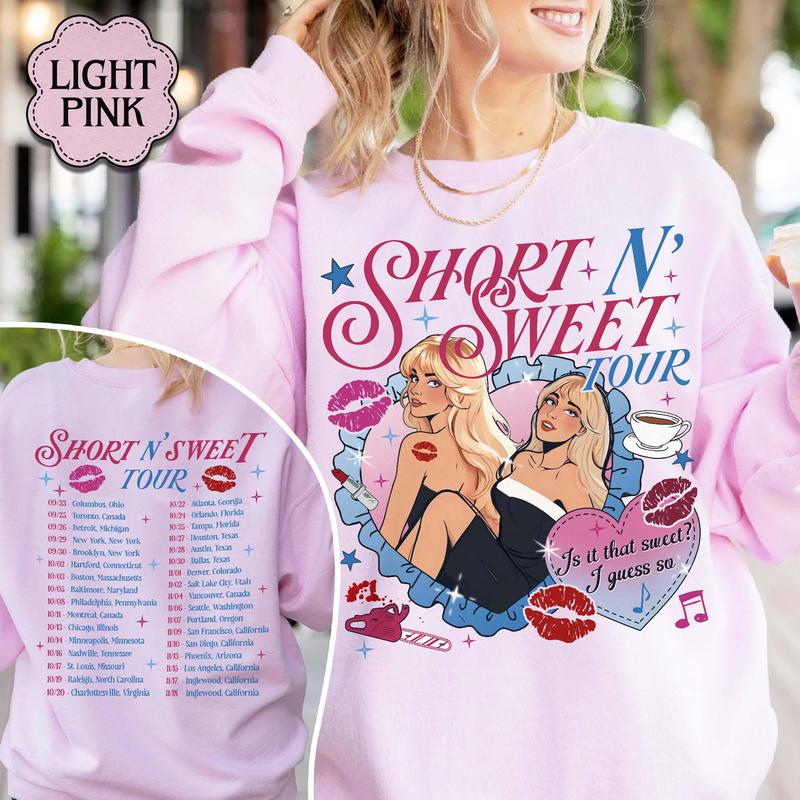 LIGHT
PINK
SHORT N'
SWEET
TOUR
Is it that sweet?
I guess so
SHORT N' SWEET
TOUR
09/23 - Columbus, Ohio
09/25 - Toronto, Canada
09/26 - Detroit, Michigan
09/29 - New York, New York
09/30 - Brooklyn, New York
10/02 - Hartford, Connecticut
10/03 - Boston, Massachusetts
10/05 - Baltimore, Maryland
10/08 - Philadelphia, Pennsylvania
10/11 - Montreal, Canada
10/13 - Chicago, Illinois
10/14 - Minneapolis, Minnesota
10/16 - Nashville, Tennessee
10/17 - St. Louis, Missouri
10/19 - Raleigh, North Carolina
10/20 - Charlottesville, Virginia
10/22 - Atlanta, Georgia
10/24 - Orlando, Florida
10/25 - Tampa, Florida
10/27 - Houston, Texas
10/28 - Austin, Texas
10/30 - Dallas, Texas
11/01 - Denver, Colorado
11/02 - Salt Lake City, Utah
11/04 - Vancouver, Canada
11/06 - Seattle, Washington
11/07 - Portland, Oregon
11/09 - San Francisco, California
11/10 - San Diego, California
11/13 - Phoenix, Arizona
11/15 - Los Angeles, California
11/17 - Inglewood, California
11/18 - Inglewood, California